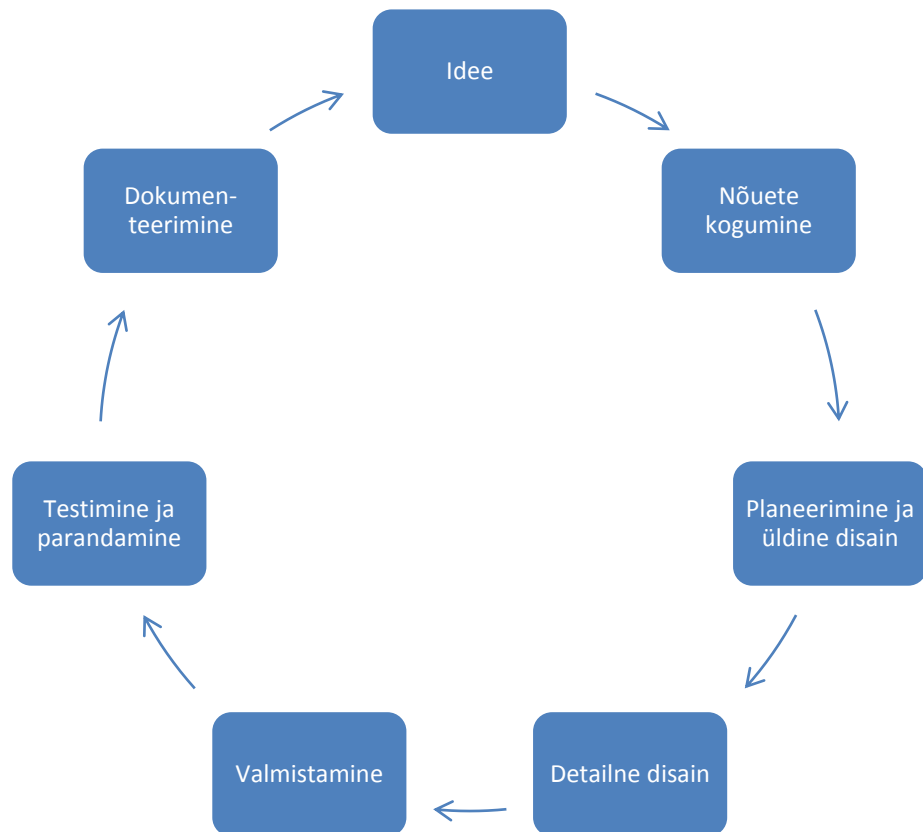 Idee
Nõuete
kogumine
Planeerimine ja
üldine disain
Detailne disain
Valmistamine
Testimine ja
parandamine
Dokumen-
teerimine